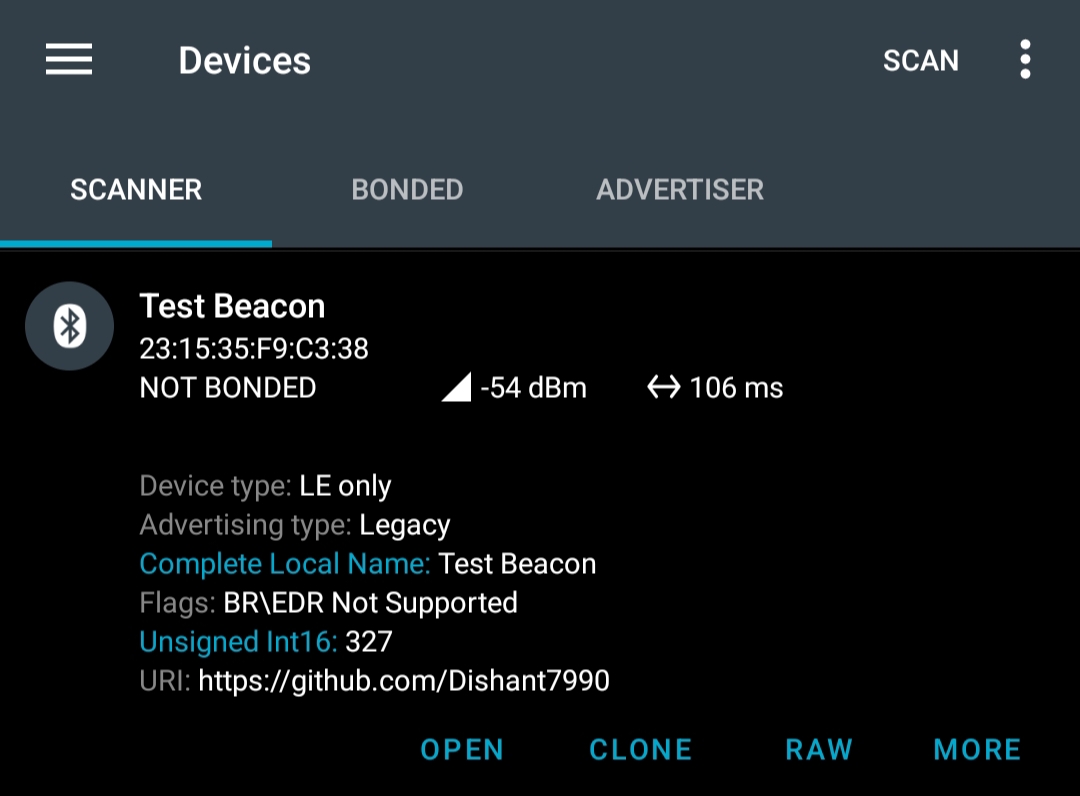 Devices
SCAN
SCANNER
BONDED
ADVERTISER
Test Beacon
23:15:35:F9:C3:38
NOT BONDED
-54 dBm
106 ms
Device type: LE only
Advertising type: Legacy
Complete Local Name: Test Beacon
Flags: BR\EDR Not Supported
Unsigned Int16: 327
URI: https://github.com/Dishant7990
OPEN
CLONE
RAW
MORE